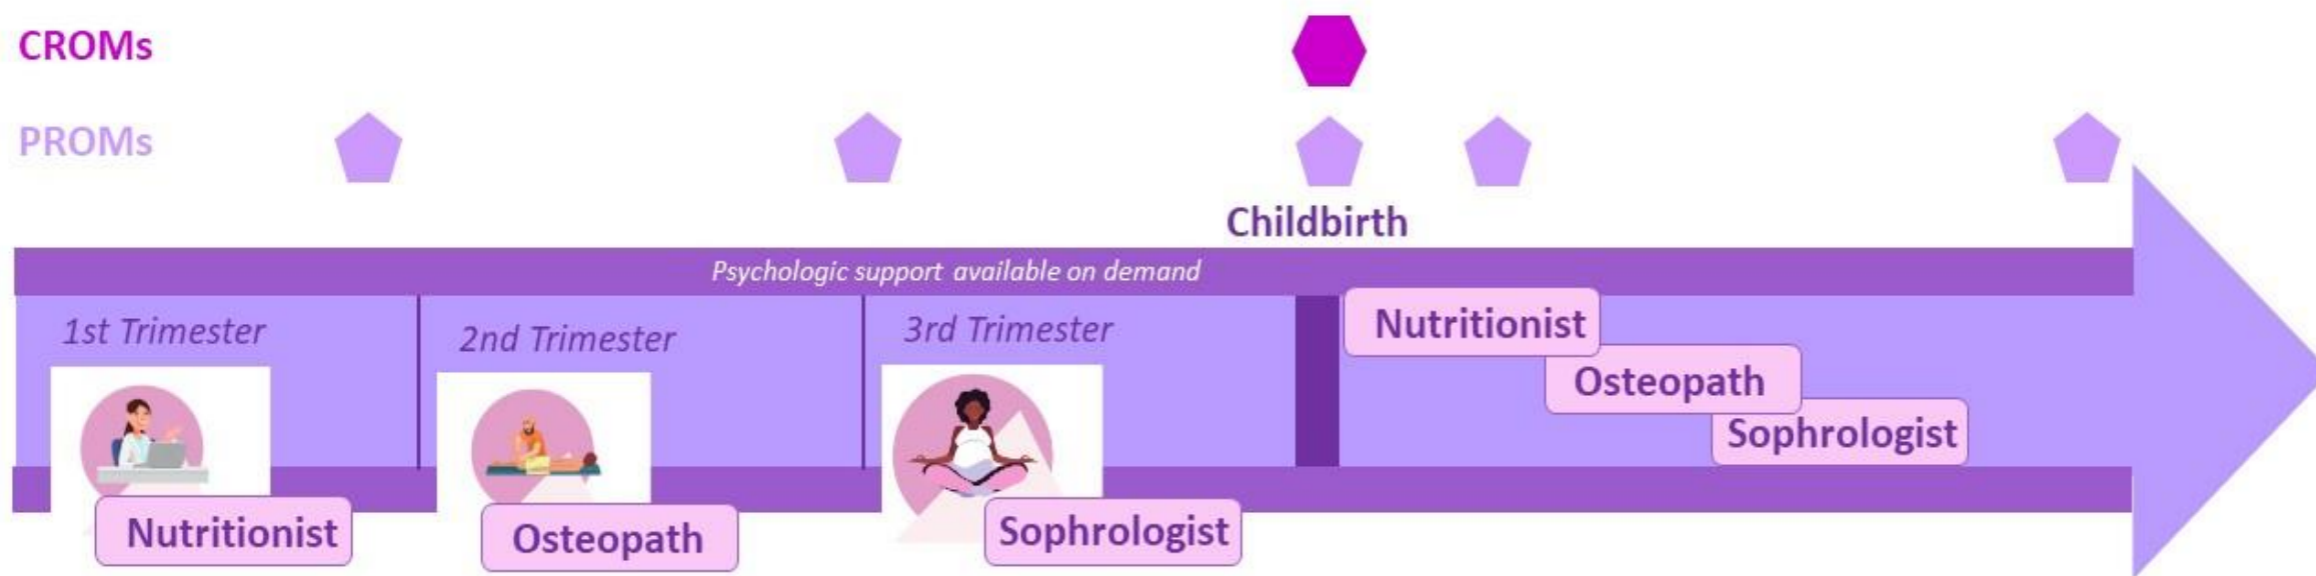 CROMs
PROMs
Childbirth
Psychologic support available on demand
1st Trimester
2nd Trimester
3rd Trimester
Nutritionist
Osteopath
Sophrologist
Nutritionist
Osteopath
Sophrologist